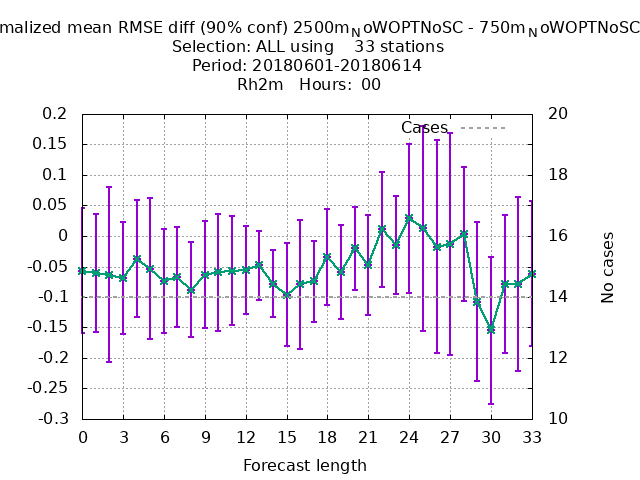 malized mean RMSE diff (90% conf) 2500mNoWOPTNoSC - 750mNoWOPTNoSC
Selection: ALL using 33 stations
Period: 20180601-20180614
Rh2m Hours: 00
Cases
0.2
0.15
0.1
0.05
0
-0.05
-0.1
-0.15
-0.2
-0.25
-0.3
20
18
16
14
12
10
No cases
0 3 6 9 12 15 18 21 24 27 30 33
Forecast length